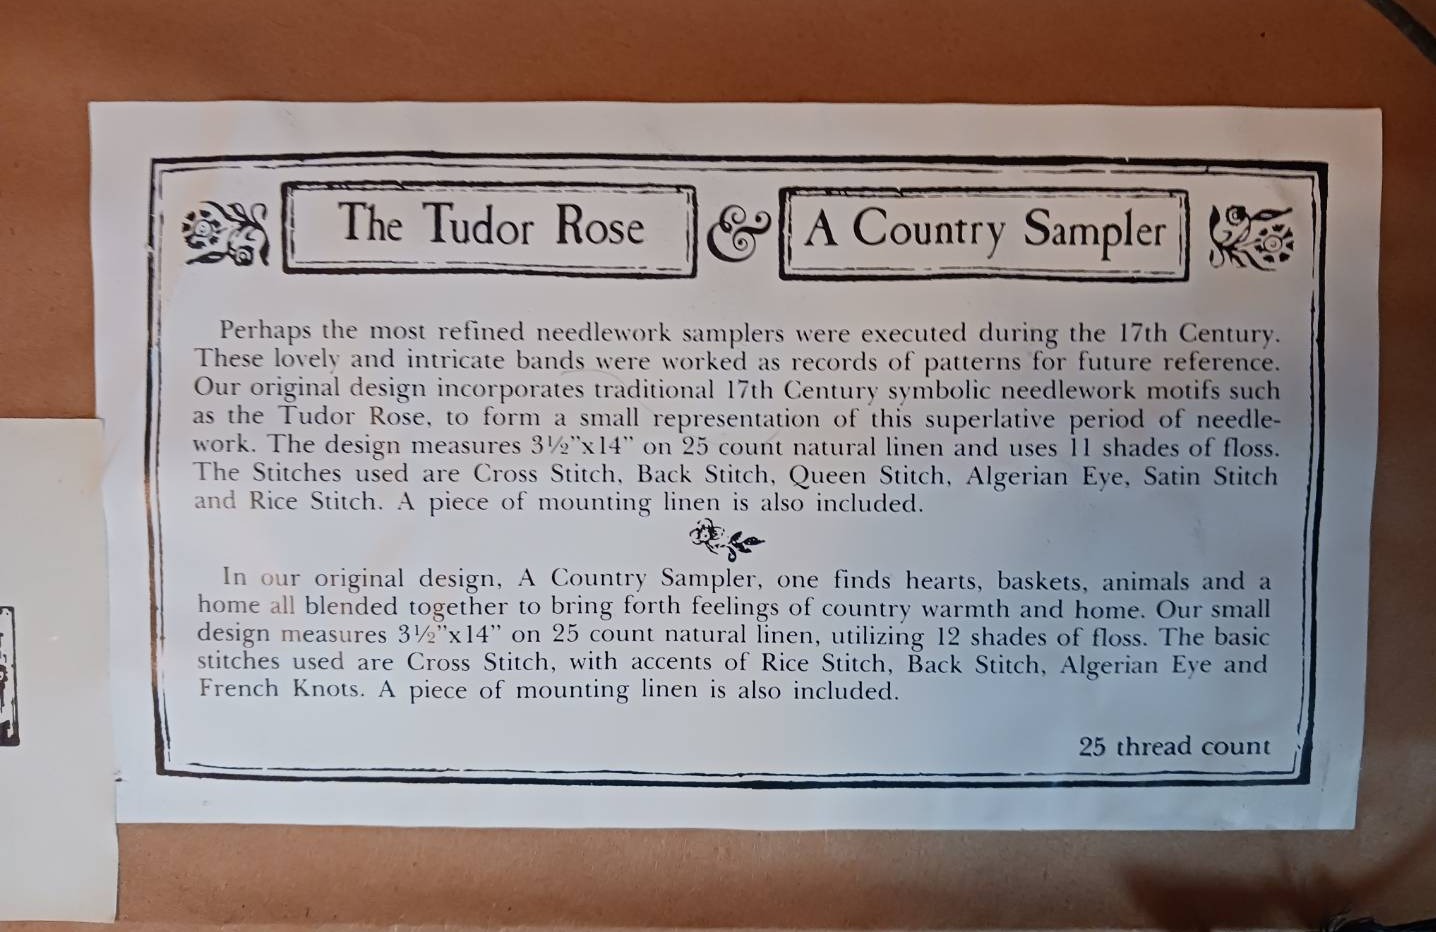 The Tudor Rose & A Country Sampler
Perhaps the most refined needlework samplers were executed during the 17th Century.
These lovely and intricate bands were worked as records of patterns for future reference.
Our original design incorporates traditional 17th Century symbolic needlework motifs such
as the Tudor Rose, to form a small representation of this superlative period of needle-
work. The design measures 3½”x14” on 25 count natural linen and uses 11 shades of floss.
The Stitches used are Cross Stitch, Back Stitch, Queen Stitch, Algerian Eye, Satin Stitch
and Rice Stitch. A piece of mounting linen is also included.
In our original design, A Country Sampler, one finds hearts, baskets, animals and a
home all blended together to bring forth feelings of country warmth and home. Our small
design measures 3½”x14” on 25 count natural linen, utilizing 12 shades of floss. The basic
stitches used are Cross Stitch, with accents of Rice Stitch, Back Stitch, Algerian Eye and
French Knots. A piece of mounting linen is also included.
25 thread count